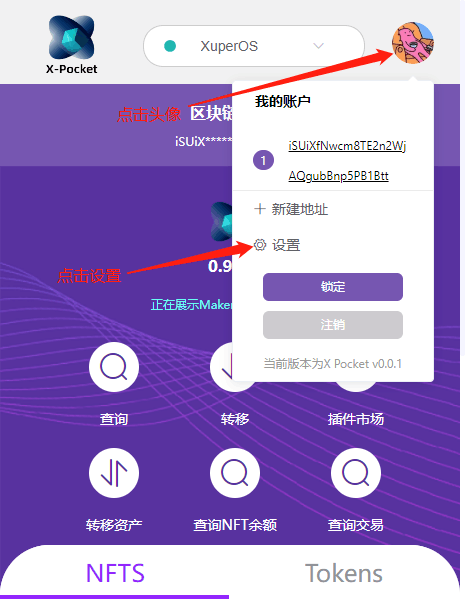 X-Pocket
XuperOS
点击头像
区块链
iSUiX*****
我的账户
1
iSUiXfNwcm8TE2n2Wj
AQgubBnp5PB1Btt
新建地址
点击设置
设置
0.9
正在展示Maker
锁定
注销
当前版本为X Pocket v0.0.1
查询
转移
插件市场
转移资产
查询NFT余额
查询交易
NFTS
Tokens